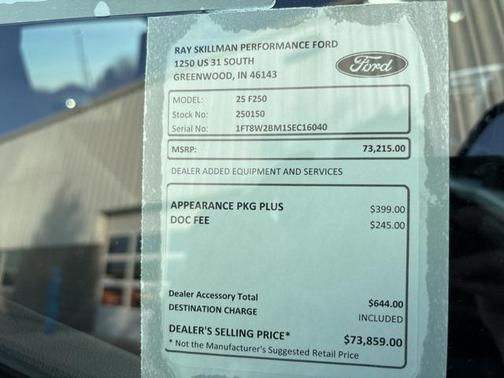 RAY SKILLMAN PERFORMANCE FORD
1250 US 31 SOUTH
GREENWOOD, IN 46143
Ford
MODEL: 25 F250
Stock No: 250150
Serial No: 1FT8W2BM1SEC16040
MSRP: 73,215.00
DEALER ADDED EQUIPMENT AND SERVICES
APPEARANCE PKG PLUS $399.00
DOC FEE $245.00
Dealer Accessory Total $644.00
DESTINATION CHARGE INCLUDED
DEALER'S SELLING PRICE* $73,859.00
* Not the Manufacturer's Suggested Retail Price